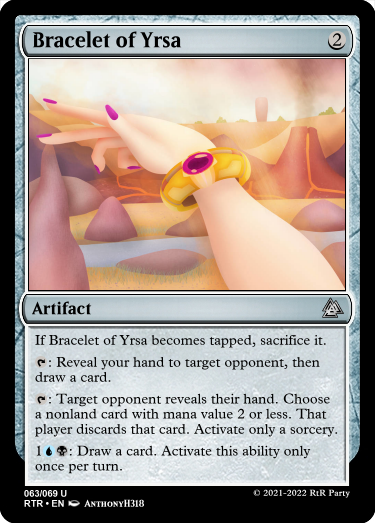 Bracelet of Yrsa 2
Artifact
If Bracelet of Yrsa becomes tapped, sacrifice it.
: Reveal your hand to target opponent, then
draw a card.
: Target opponent reveals their hand. Choose
a nonland card with mana value 2 or less. That
player discards that card. Activate only a sorcery.
1: Draw a card. Activate this ability only
once per turn.
063/069 U
RTR • EN AnthonyH318
© 2021-2022 RtR Party